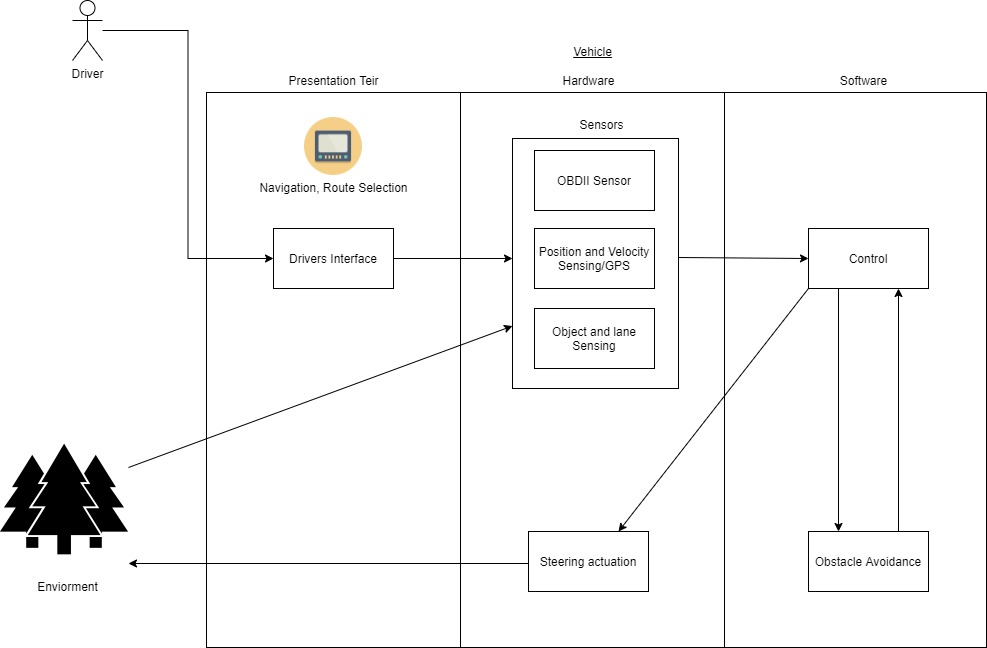 Driver
Vehicle
Presentation Teir
Hardware
Software
Sensors
Navigation, Route Selection
OBDII Sensor
Drivers Interface
Position and Velocity
Sensing/GPS
Control
Object and lane
Sensing
Steering actuation
Obstacle Avoidance
Enviorment